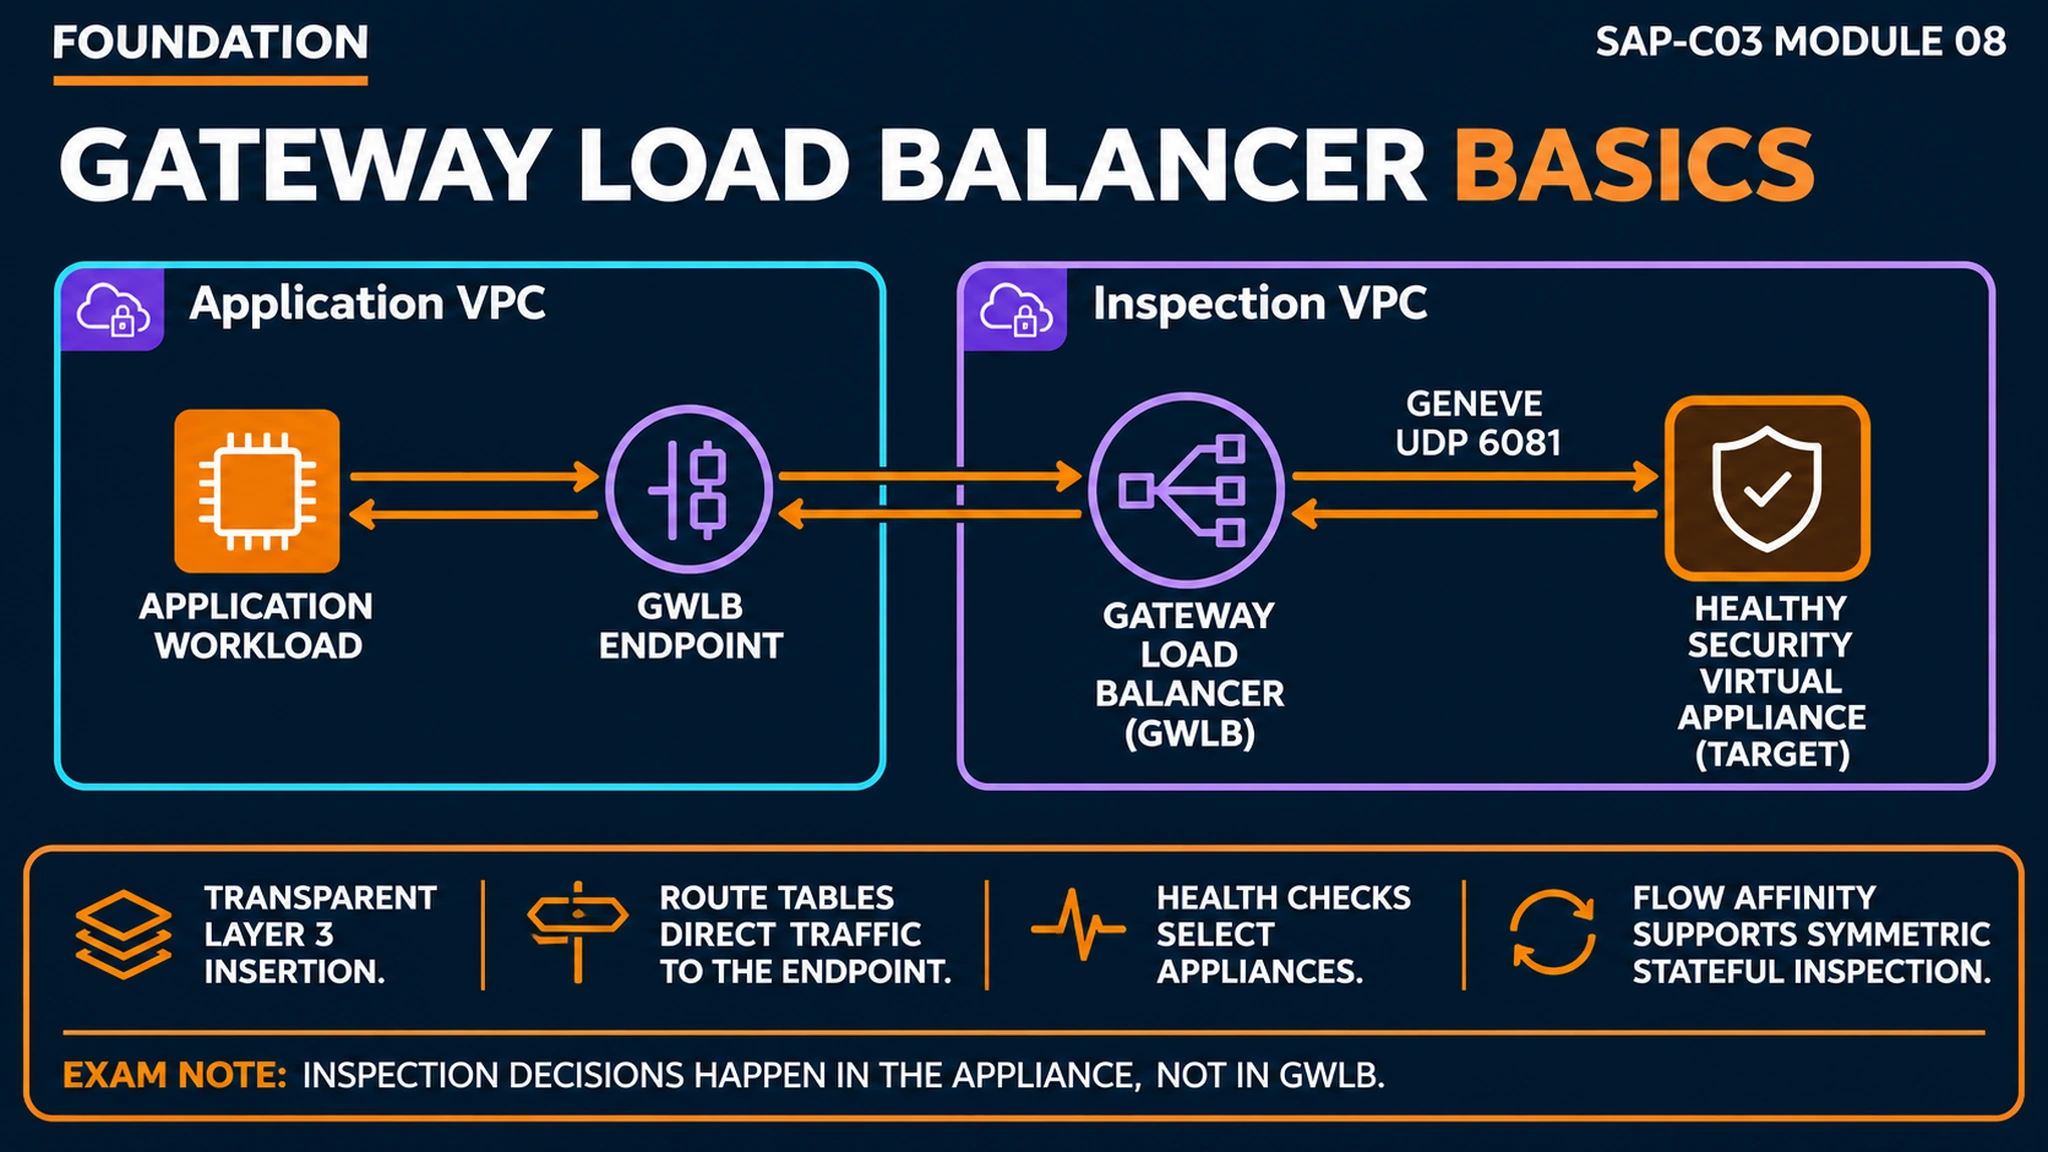 FOUNDATION
SAP-C03 MODULE 08
GATEWAY LOAD BALANCER BASICS
Application VPC
Inspection VPC
GENEVE
UDP 6081
APPLICATION
WORKLOAD
GWLB
ENDPOINT
GATEWAY
LOAD
BALANCER
(GWLB)
HEALTHY
SECURITY
VIRTUAL
APPLIANCE
(TARGET)
TRANSPARENT
LAYER 3
INSERTION.
ROUTE TABLES
DIRECT TRAFFIC
TO THE ENDPOINT.
HEALTH CHECKS
SELECT
APPLIANCES.
FLOW AFFINITY
SUPPORTS SYMMETRIC
STATEFUL INSPECTION.
EXAM NOTE: INSPECTION DECISIONS HAPPEN IN THE APPLIANCE, NOT IN GWLB.